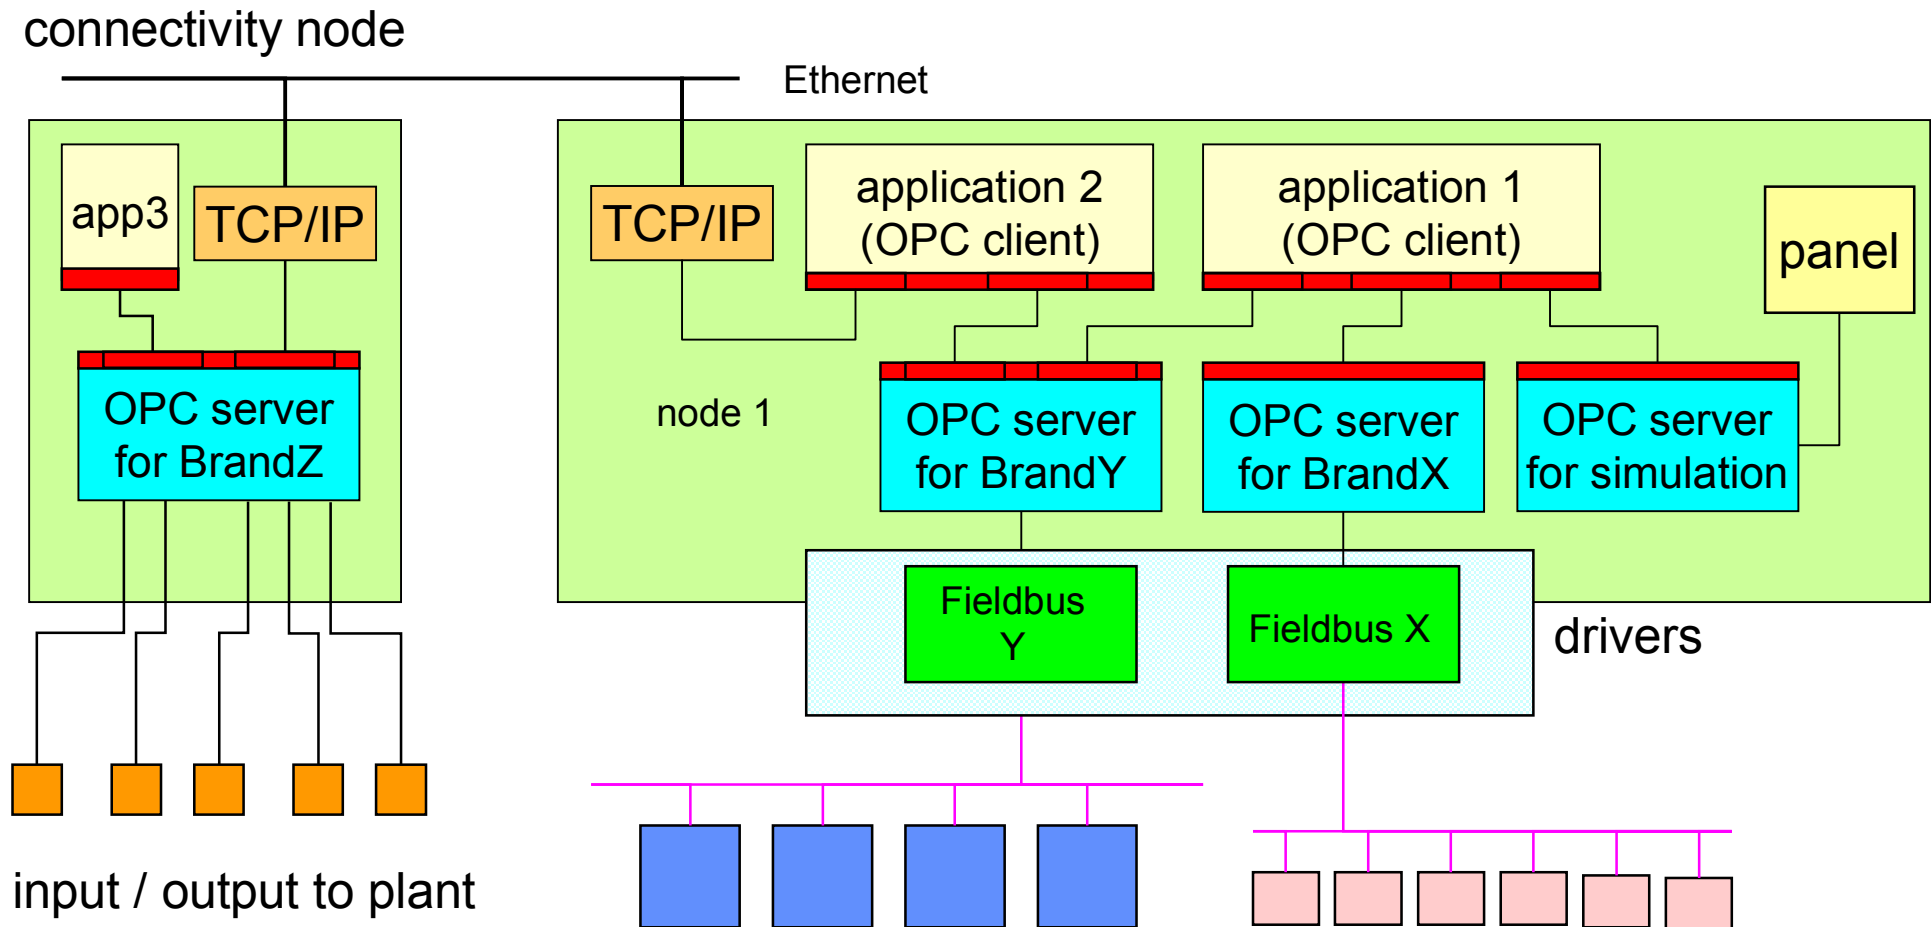 connectivity node
Ethernet
app3
TCP/IP
TCP/IP
application 2
(OPC client)
application 1
(OPC client)
panel
OPC server
for BrandZ
node 1
OPC server
for BrandY
OPC server
for BrandX
OPC server
for simulation
Fieldbus
Y
Fieldbus X
drivers
input / output to plant